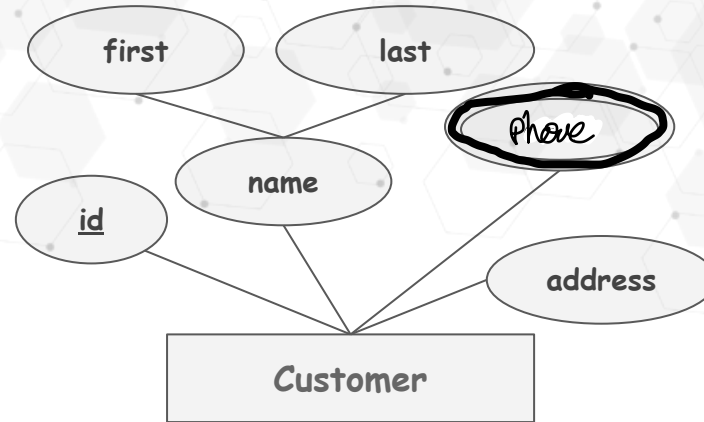 first
last
Phone
name
id
address
Customer